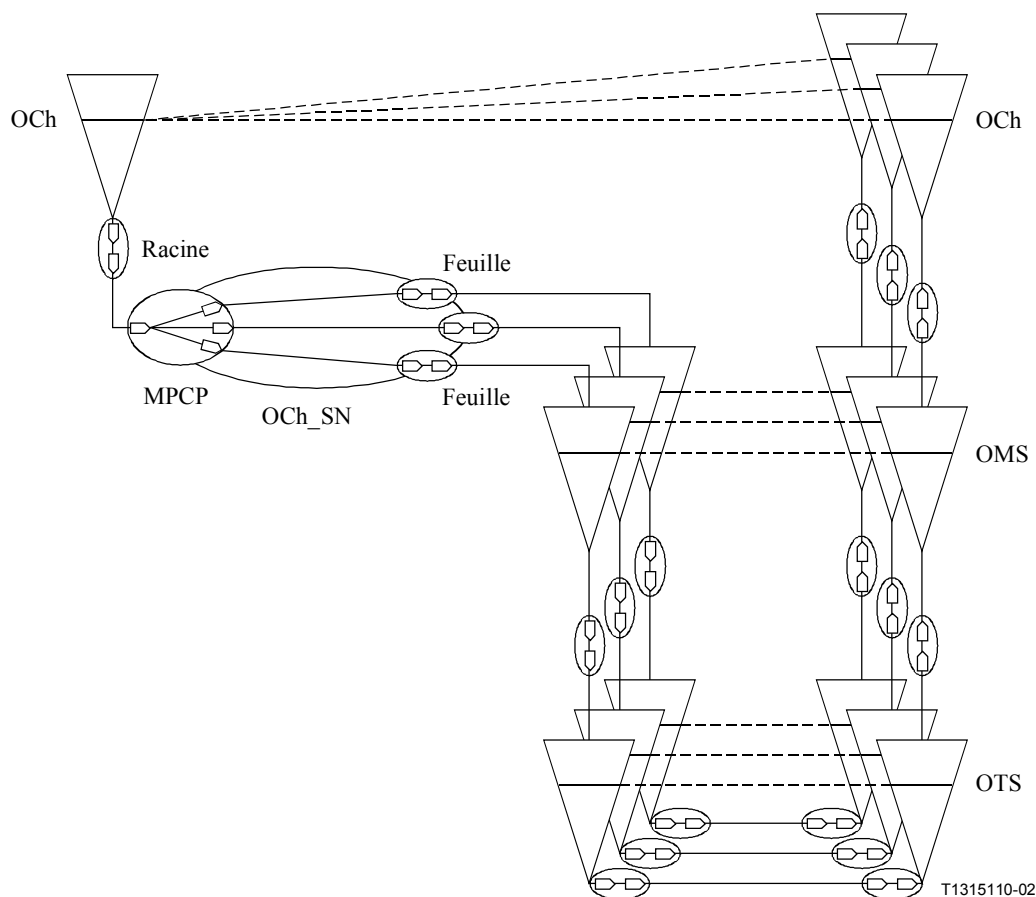 OCh
OCh
Racine
Feuille
MPCP
OCh_SN
Feuille
OMS
OTS
T1315110-02